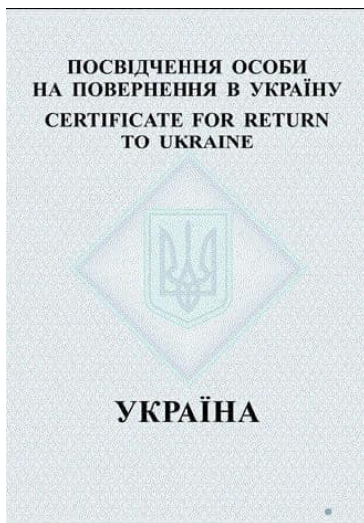 ПОСВІДЧЕННЯ ОСОБИ
НА ПОВЕРНЕННЯ В УКРАЇНУ
CERTIFICATE FOR RETURN
TO UKRAINE
УКРАЇНА